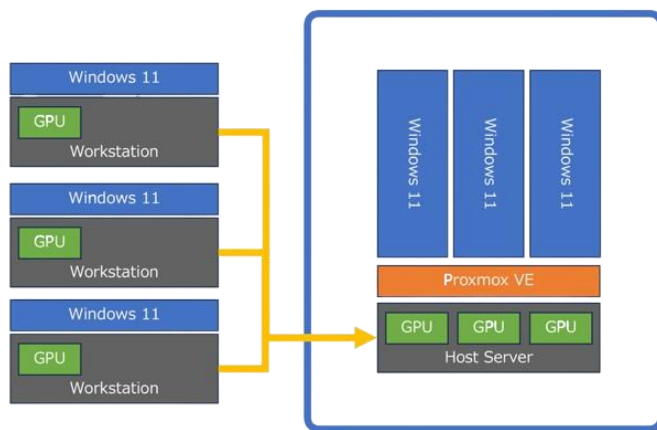 Windows 11
GPU
Workstation
Windows 11
GPU
Workstation
Windows 11
GPU
Workstation
Windows 11
Windows 11
Windows 11
Proxmox VE
GPU GPU GPU
Host Server